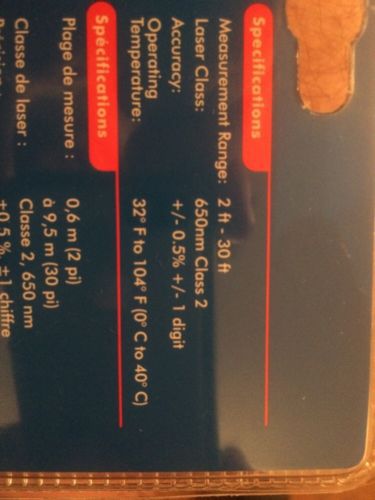 Specifications
Measurement Range: 2 ft - 30 ft
Laser Class: 650nm Class 2
Accuracy: +/- 0.5% +/- 1 digit
Operating
Temperature: 32° F to 104° F (0° C to 40° C)
Spécifications
Plage de mesure : 0,6 m (2 pi)
à 9,5 m (30 pi)
Classe de laser : Classe 2, 650 nm
±0,5 %, ±1 chiffre